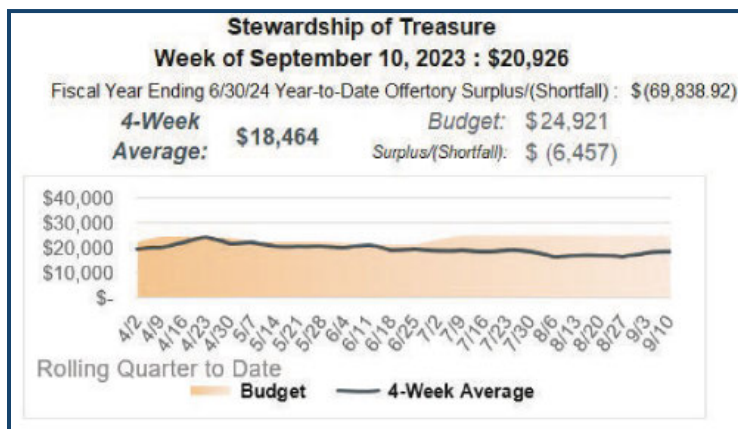 Stewardship of Treasure
Week of September 10, 2023 : $20,926
Fiscal Year Ending 6/30/24 Year-to-Date Offertory Surplus/(Shortfall) : $(69,838.92)
4-Week Average: $18,464
Budget: $24,921
Surplus/(Shortfall): $ (6,457)
$40,000
$30,000
$20,000
$10,000
$-
4/2 4/9 4/16 4/23 4/30 5/7 5/14 5/21 5/28 6/4 6/11 6/18 6/25 7/2 7/9 7/16 7/23 7/30 8/6 8/13 8/20 8/27 9/3 9/10
Rolling Quarter to Date
Budget 4-Week Average